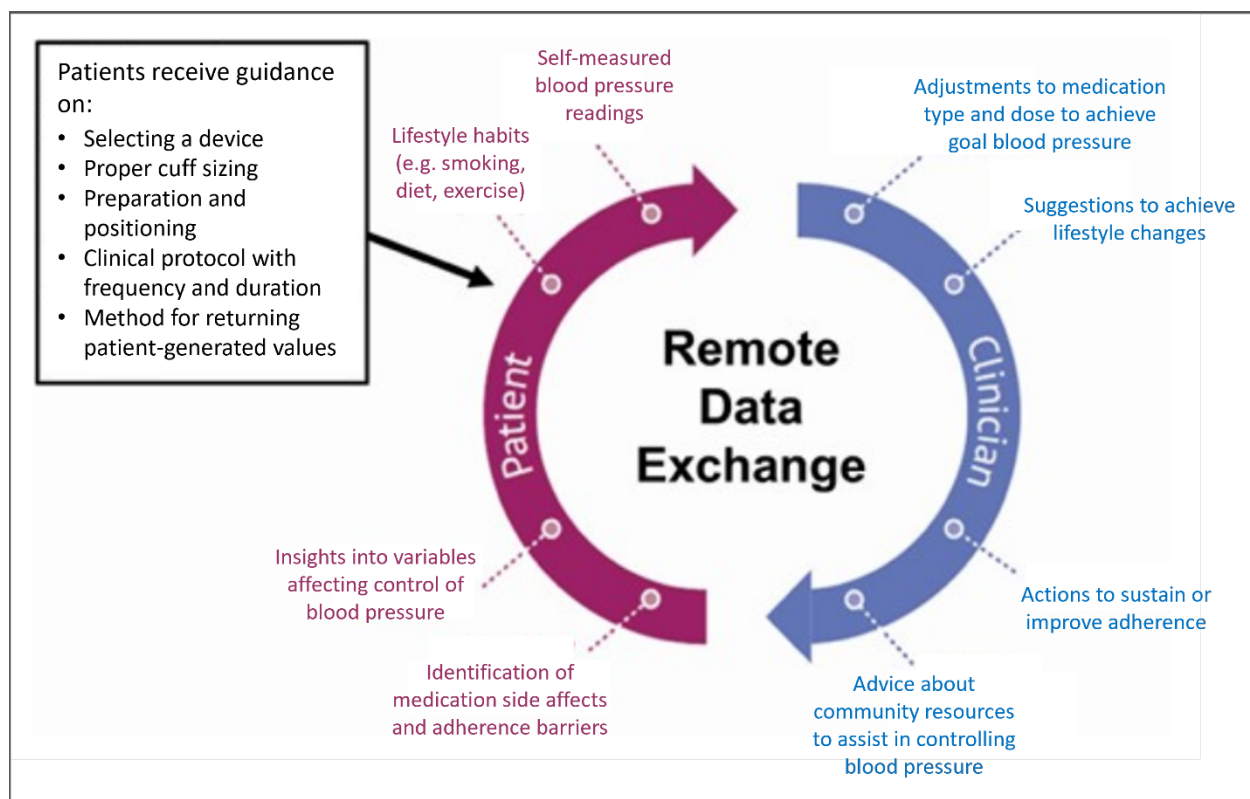 Patients receive guidance
on:
• Selecting a device
• Proper cuff sizing
• Preparation and
positioning
• Clinical protocol with
frequency and duration
• Method for returning
patient-generated values
Self-measured
blood pressure
readings
Lifestyle habits
(e.g. smoking,
diet, exercise)
Patient
Insights into variables
affecting control of
blood pressure
Identification of
medication side affects
and adherence barriers
Remote
Data
Exchange
Adjustments to medication
type and dose to achieve
goal blood pressure
Suggestions to achieve
lifestyle changes
Clinician
Actions to sustain or
improve adherence
Advice about
community resources
to assist in controlling
blood pressure